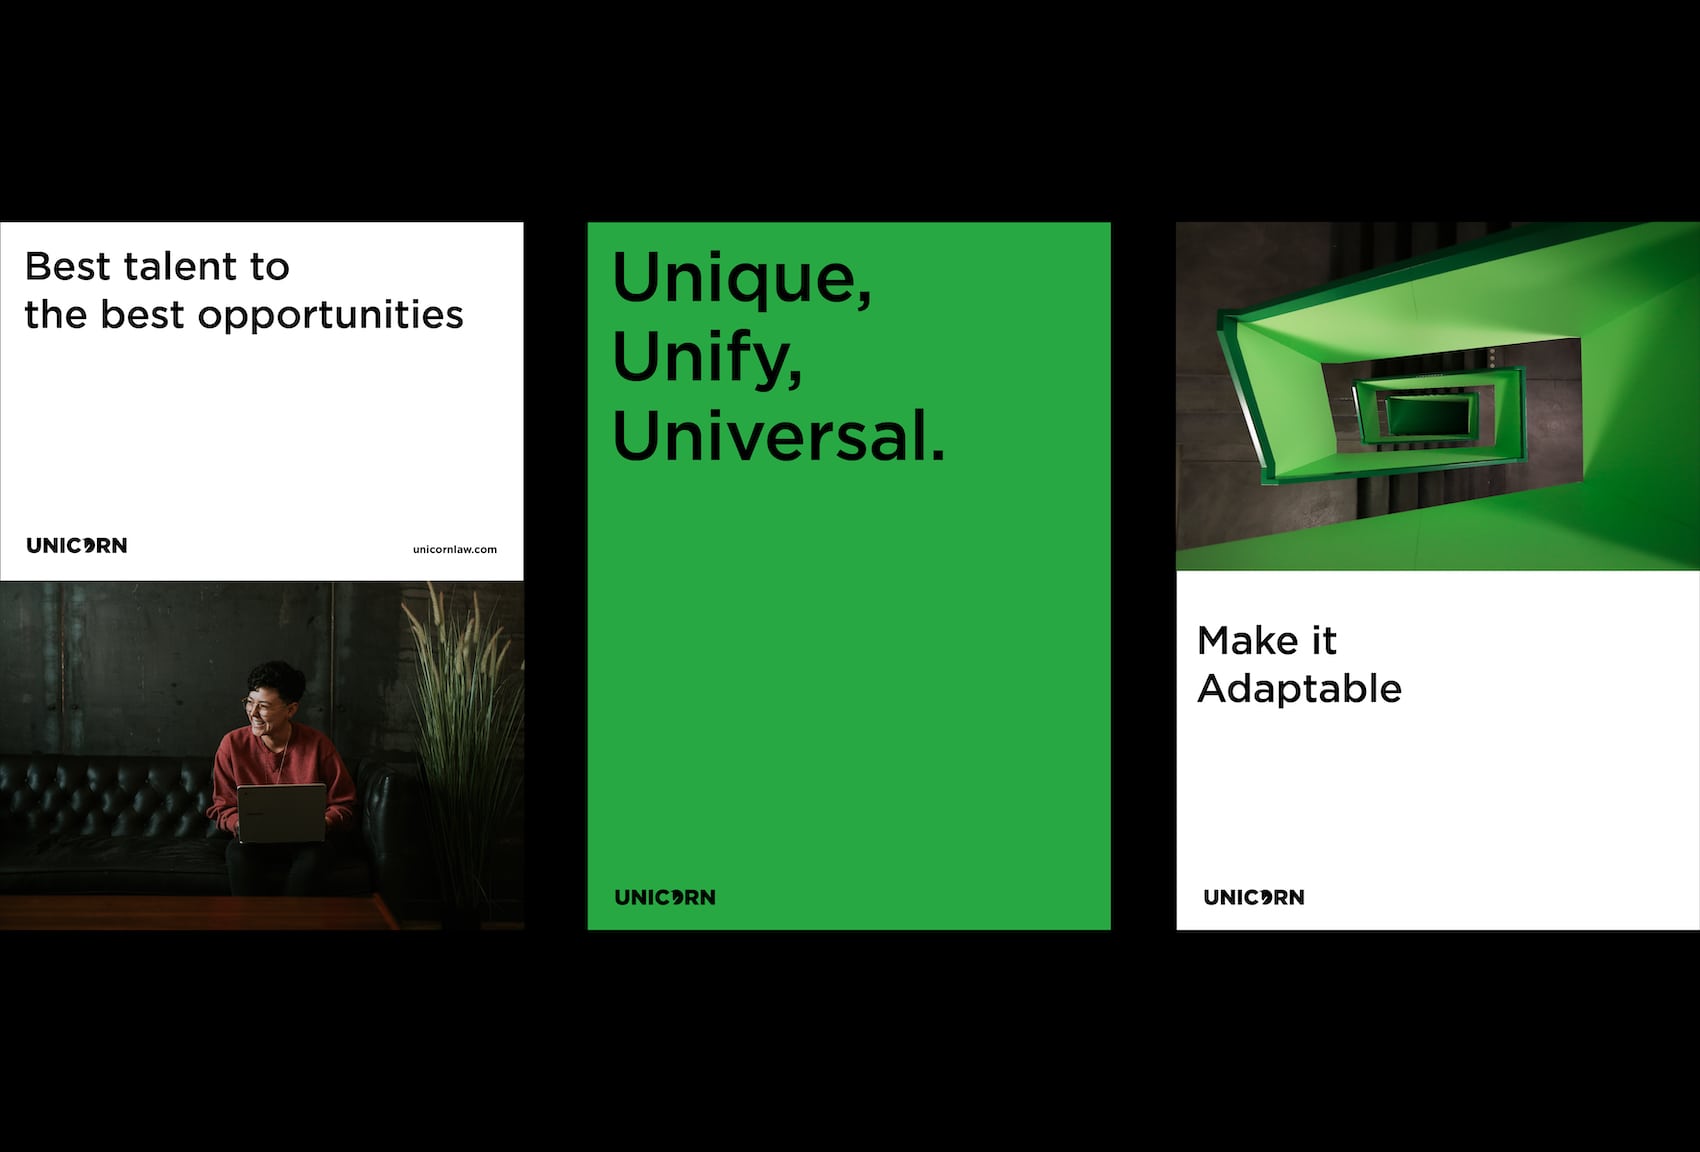 Best talent to
the best opportunities
UNICORN
unicornlaw.com
Unique,
Unify,
Universal.
UNICORN
Make it
Adaptable
UNICORN